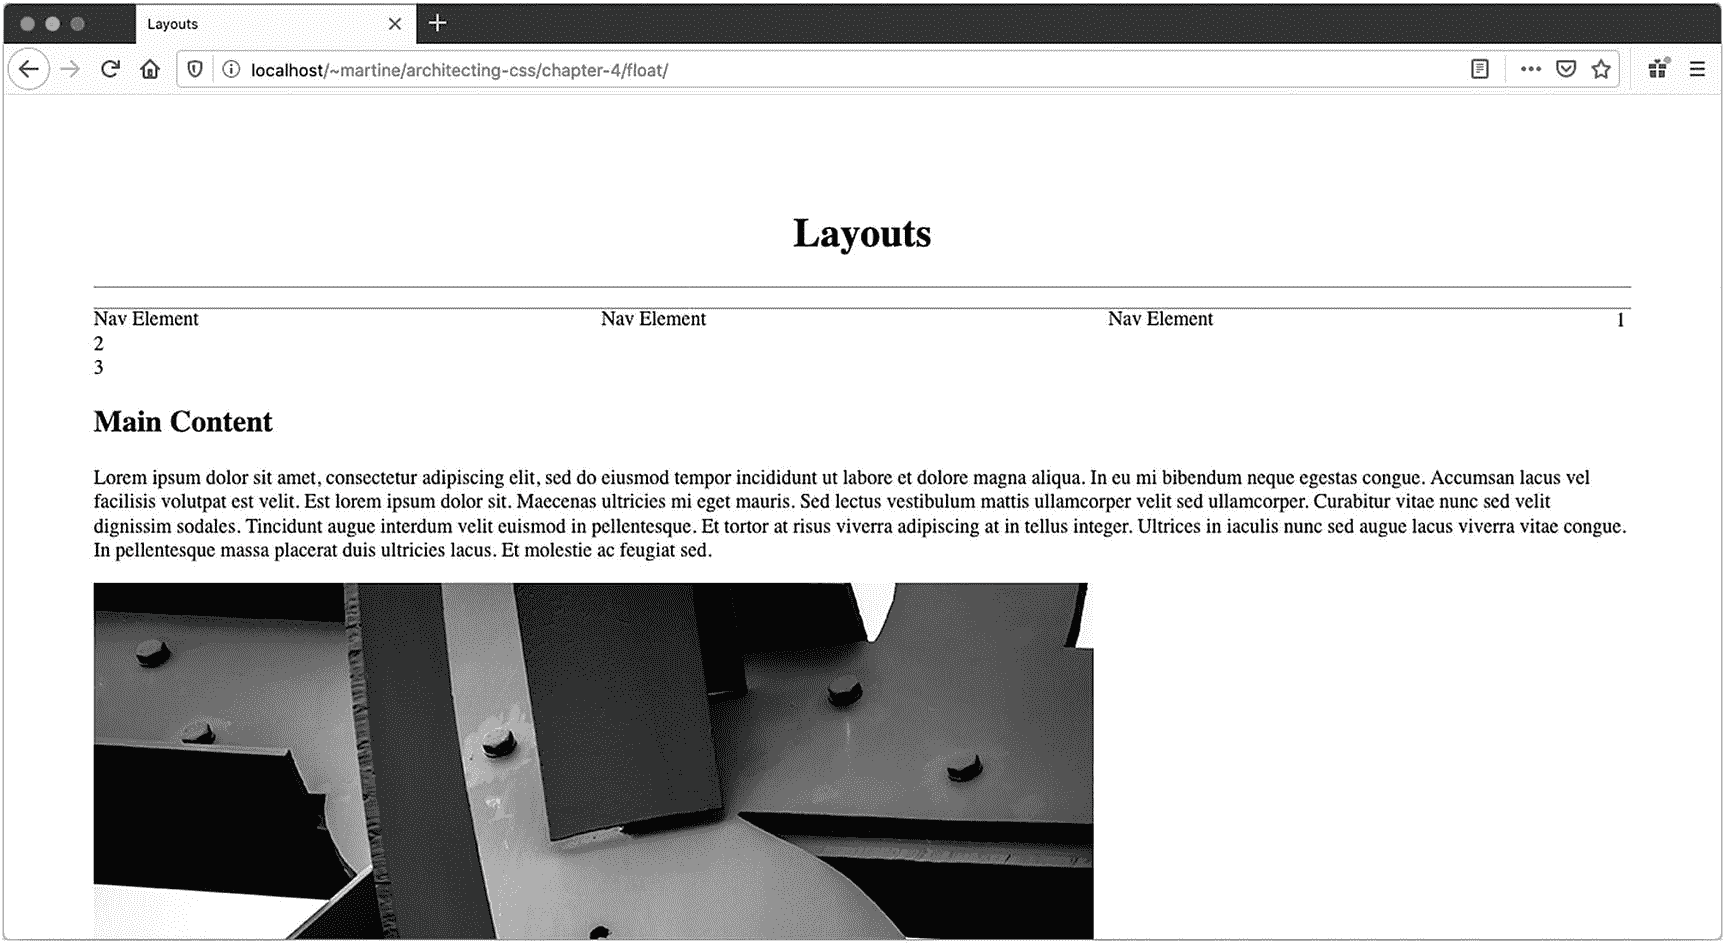 Layouts
localhost/~martine/architecting-css/chapter-4/float/
Layouts
Nav Element Nav Element Nav Element 1
2
3
Main Content
Lorem ipsum dolor sit amet, consectetur adipiscing elit, sed do eiusmod tempor incididunt ut labore et dolore magna aliqua. In eu mi bibendum neque egestas congue. Accumsan lacus vel
facilisis volutpat est velit. Est lorem ipsum dolor sit. Maecenas ultricies mi eget mauris. Sed lectus vestibulum mattis ullamcorper velit sed ullamcorper. Curabitur vitae nunc sed velit
dignissim sodales. Tincidunt augue interdum velit euismod in pellentesque. Et tortor at risus viverra adipiscing at in tellus integer. Ultrices in iaculis nunc sed augue lacus viverra vitae congue.
In pellentesque massa placerat duis ultricies lacus. Et molestie ac feugiat sed.